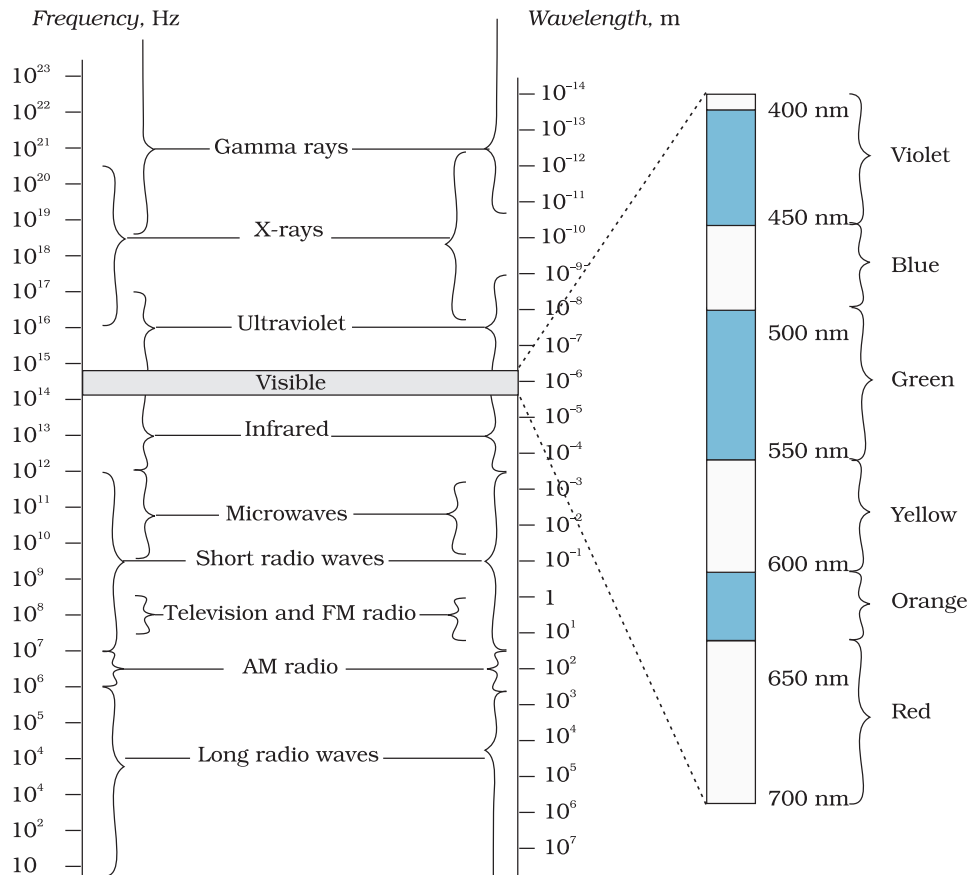 Frequency, Hz
Wavelength, m
10²³
10²²
10²¹
10²⁰
10¹⁹
10¹⁸
10¹⁷
10¹⁶
10¹⁵
10¹⁴
10¹³
10¹²
10¹¹
10¹⁰
10⁹
10⁸
10⁷
10⁶
10⁵
10⁴
10⁴
10²
10
Gamma rays
X-rays
Ultraviolet
Visible
Infrared
Microwaves
Short radio waves
Television and FM radio
AM radio
Long radio waves
10⁻¹⁴
10⁻¹³
10⁻¹²
10⁻¹¹
10⁻¹⁰
10⁻⁹
10⁻⁸
10⁻⁷
10⁻⁶
10⁻⁵
10⁻⁴
10⁻³
10⁻²
10⁻¹
1
10¹
10²
10³
10⁴
10⁵
10⁶
10⁷
400 nm
450 nm
500 nm
550 nm
600 nm
650 nm
700 nm
Violet
Blue
Green
Yellow
Orange
Red